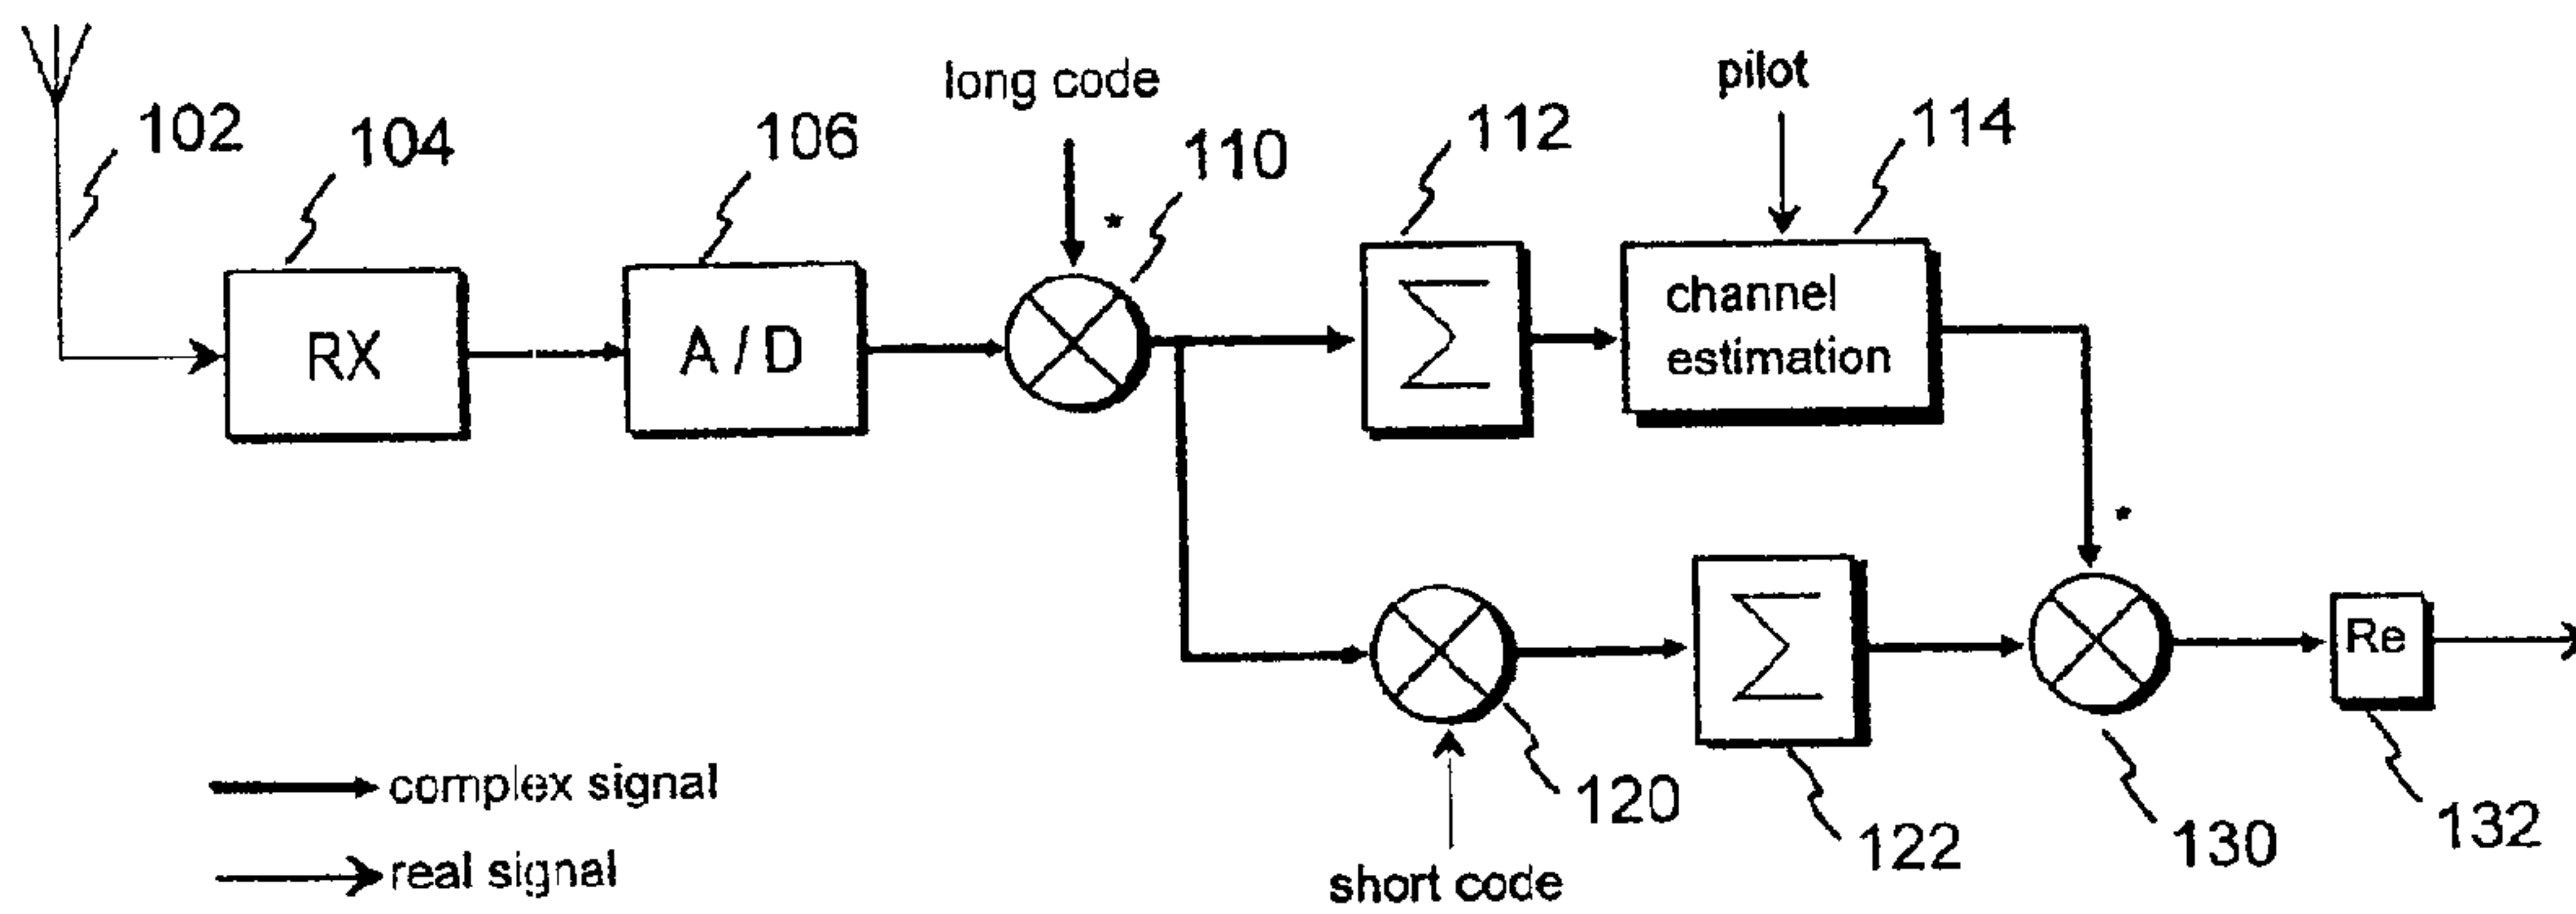 long code
pilot
102
104
106
*
110
112
114
RX
A / D
Σ
channel
estimation
*
Σ
Re
complex signal
real signal
120
short code
122
130
132